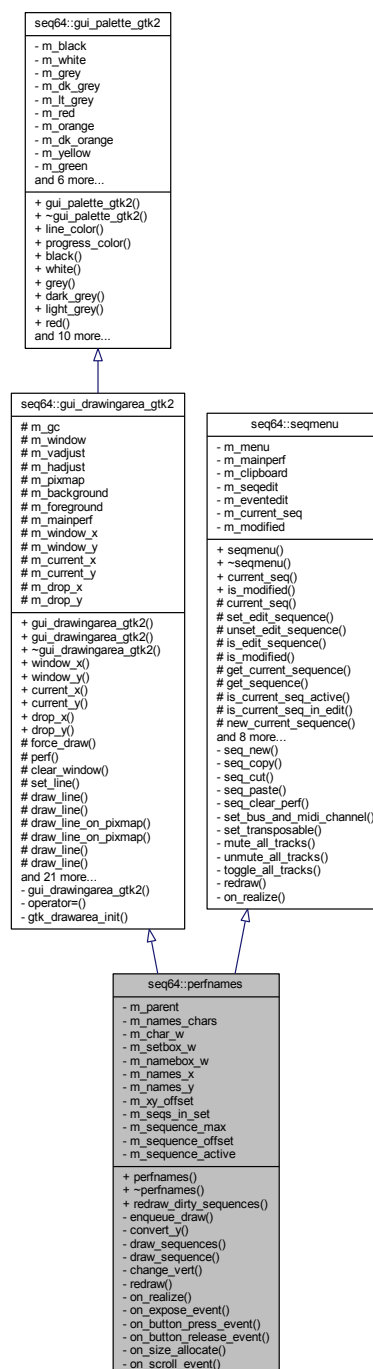 seq64::gui_palette_gtk2
- m_black
- m_white
- m_grey
- m_dk_grey
- m_lt_grey
- m_red
- m_orange
- m_dk_orange
- m_yellow
- m_green
and 6 more...
+ gui_palette_gtk2()
+ ~gui_palette_gtk2()
+ line_color()
+ progress_color()
+ black()
+ white()
+ grey()
+ dark_grey()
+ light_grey()
+ red()
and 10 more...
seq64::gui_drawingarea_gtk2
# m_gc
# m_window
# m_vadjust
# m_hadjust
# m_pixmap
# m_background
# m_foreground
# m_mainperf
# m_window_x
# m_window_y
# m_current_x
# m_current_y
# m_drop_x
# m_drop_y
+ gui_drawingarea_gtk2()
+ gui_drawingarea_gtk2()
+ ~gui_drawingarea_gtk2()
+ window_x()
+ window_y()
+ current_x()
+ current_y()
+ drop_x()
+ drop_y()
# force_draw()
# perf()
# clear_window()
# set_line()
# draw_line()
# draw_line()
# draw_line_on_pixmap()
# draw_line_on_pixmap()
# draw_line()
# draw_line()
and 21 more...
- gui_drawingarea_gtk2()
- operator=()
- gtk_drawarea_init()
seq64::seqmenu
- m_menu
- m_mainperf
- m_clipboard
- m_seqedit
- m_eventedit
- m_current_seq
- m_modified
+ seqmenu()
+ ~seqmenu()
+ current_seq()
+ is_modified()
# current_seq()
# set_edit_sequence()
# unset_edit_sequence()
# is_edit_sequence()
# is_modified()
# get_current_sequence()
# get_sequence()
# is_current_seq_active()
# is_current_seq_in_edit()
# new_current_sequence()
and 8 more...
- seq_new()
- seq_copy()
- seq_cut()
- seq_paste()
- seq_clear_perf()
- set_bus_and_midi_channel()
- set_transposable()
- mute_all_tracks()
- unmute_all_tracks()
- toggle_all_tracks()
- redraw()
- on_realize()
seq64::perfnames
- m_parent
- m_names_chars
- m_char_w
- m_setbox_w
- m_namebox_w
- m_names_x
- m_names_y
- m_xy_offset
- m_seqs_in_set
- m_sequence_max
- m_sequence_offset
- m_sequence_active
+ perfnames()
+ ~perfnames()
+ redraw_dirty_sequences()
- enqueue_draw()
- convert_y()
- draw_sequences()
- draw_sequence()
- change_vert()
- redraw()
- on_realize()
- on_expose_event()
- on_button_press_event()
- on_button_release_event()
- on_size_allocate()
- on_scroll_event()